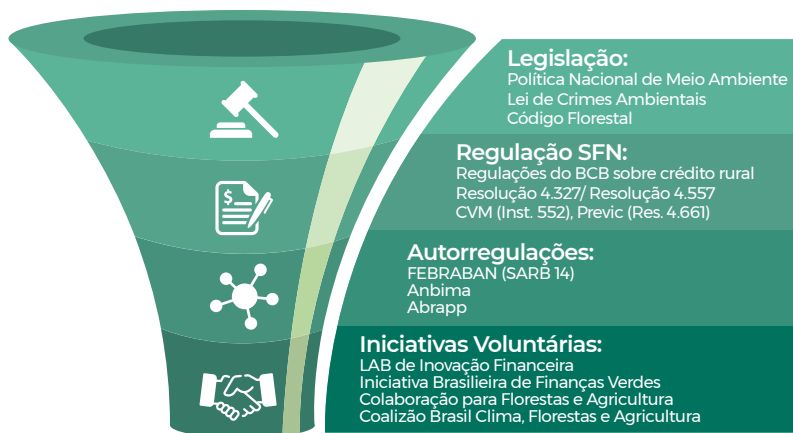 Legislação:
Política Nacional de Meio Ambiente
Lei de Crimes Ambientais
Código Florestal
Regulação SFN:
Regulações do BCB sobre crédito rural
Resolução 4.327/ Resolução 4.557
CVM (Inst. 552), Previc (Res. 4.661)
$
Autorregulações:
FEBRABAN (SARB 14)
Anbima
Abrapp
Iniciativas Voluntárias:
LAB de Inovação Financeira
Iniciativa Brasilieira de Finanças Verdes
Colaboração para Florestas e Agricultura
Coalizão Brasil Clima, Florestas e Agricultura